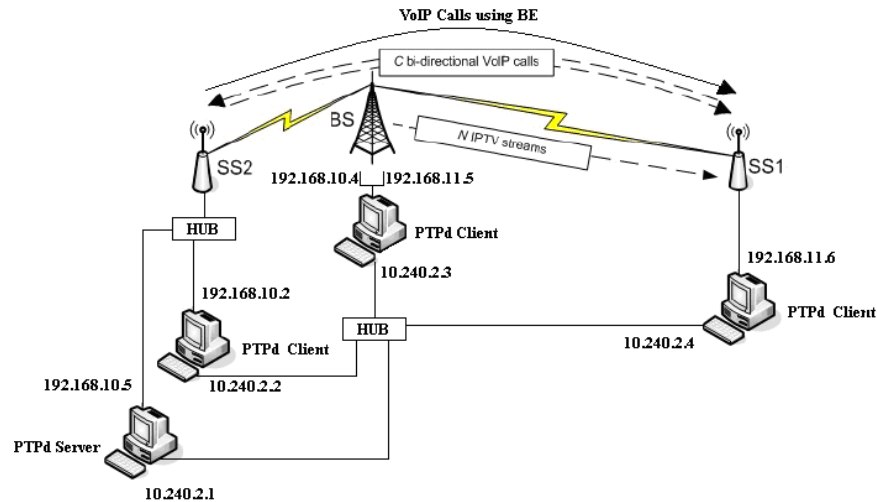 VoIP Calls using BE
C bi-directional VoIP calls
BS
N IPTV streams
SS2
SS1
192.168.10.4
192.168.11.5
HUB
PTPd Client
192.168.11.6
10.240.2.3
192.168.10.2
PTPd Client
HUB
PTPd Client
10.240.2.4
192.168.10.5
10.240.2.2
PTPd Server
10.240.2.1